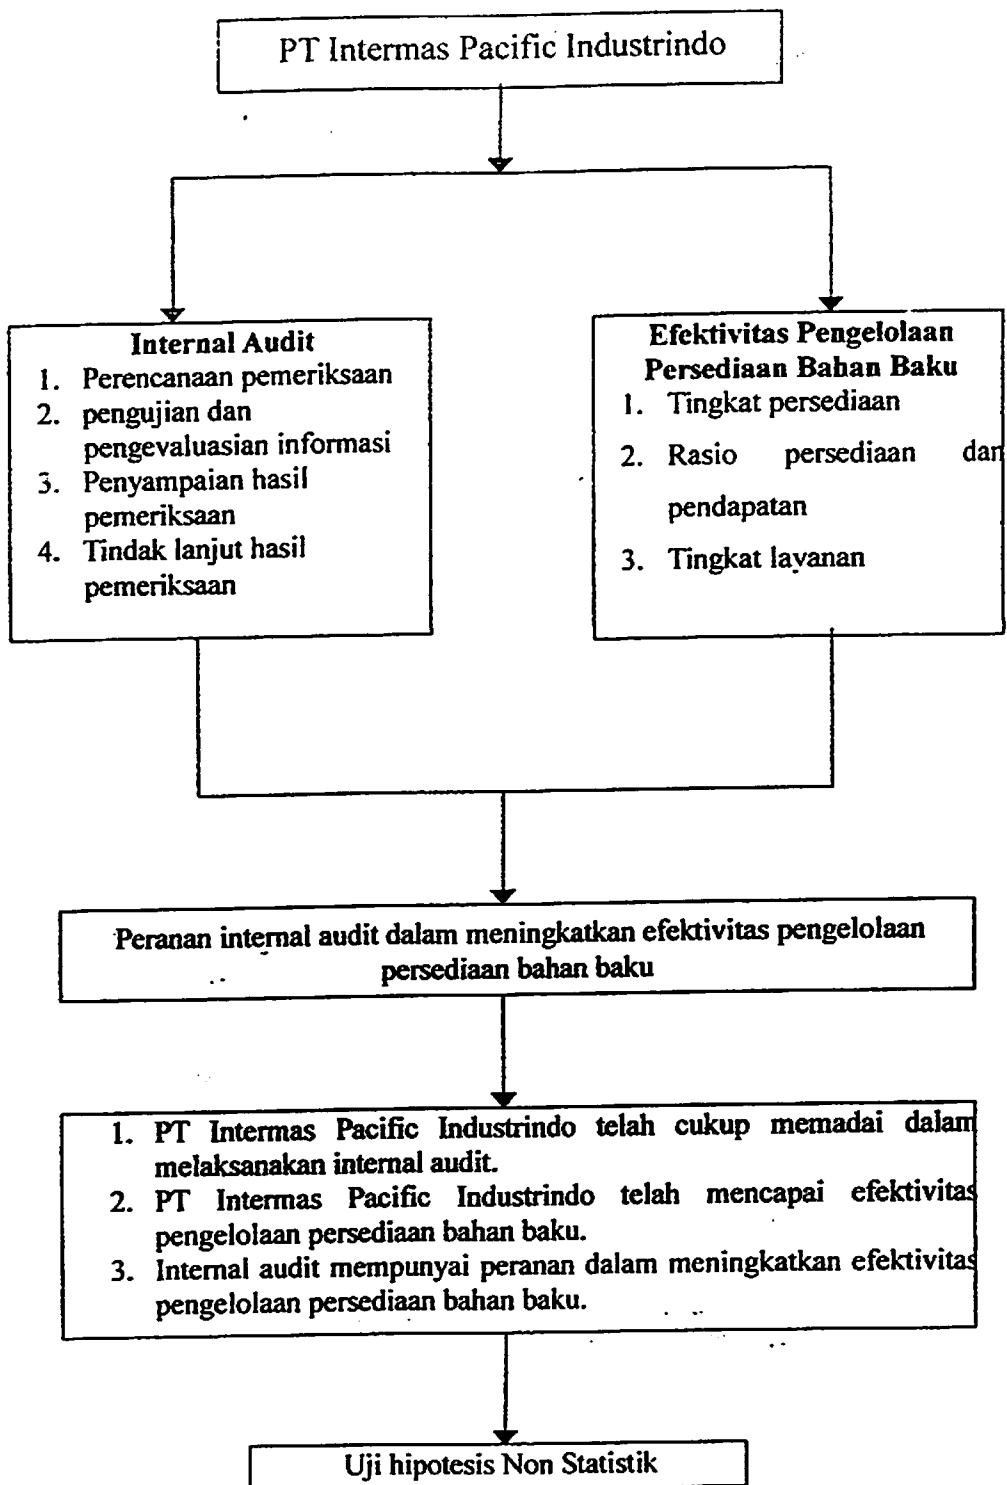 PT Intermas Pacific Industrindo
Internal Audit
1. Perencanaan pemeriksaan
2. pengujian dan
pengevaluasian informasi
3. Penyampaian hasil
pemeriksaan
4. Tindak lanjut hasil
pemeriksaan
Efektivitas Pengelolaan
Persediaan Bahan Baku
1. Tingkat persediaan
2. Rasio persediaan dan
pendapatan
3. Tingkat layanan
Peranan internal audit dalam meningkatkan efektivitas pengelolaan
persediaan bahan baku
1. PT Intermas Pacific Industrindo telah cukup memadai dalam
melaksanakan internal audit.
2. PT Intermas Pacific Industrindo telah mencapai efektivitas
pengelolaan persediaan bahan baku.
3. Internal audit mempunyai peranan dalam meningkatkan efektivitas
pengelolaan persediaan bahan baku.
Uji hipotesis Non Statistik